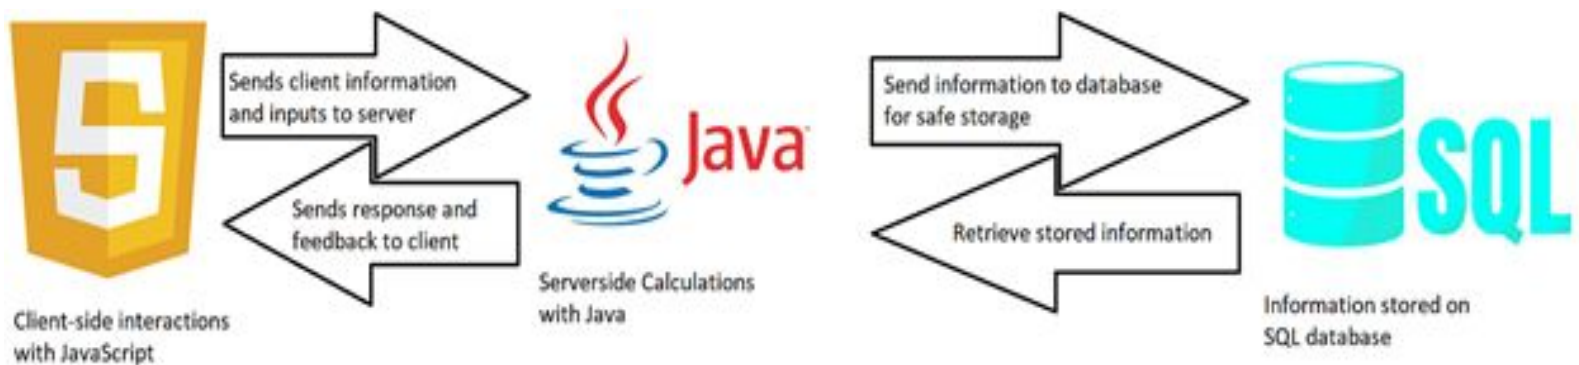 Sends client information
and inputs to server
Sends response and
feedback to client
Client-side interactions
with JavaScript
Java
Serverside Calculations
with Java
Send information to database
for safe storage
Retrieve stored information
SQL
Information stored on
SQL database